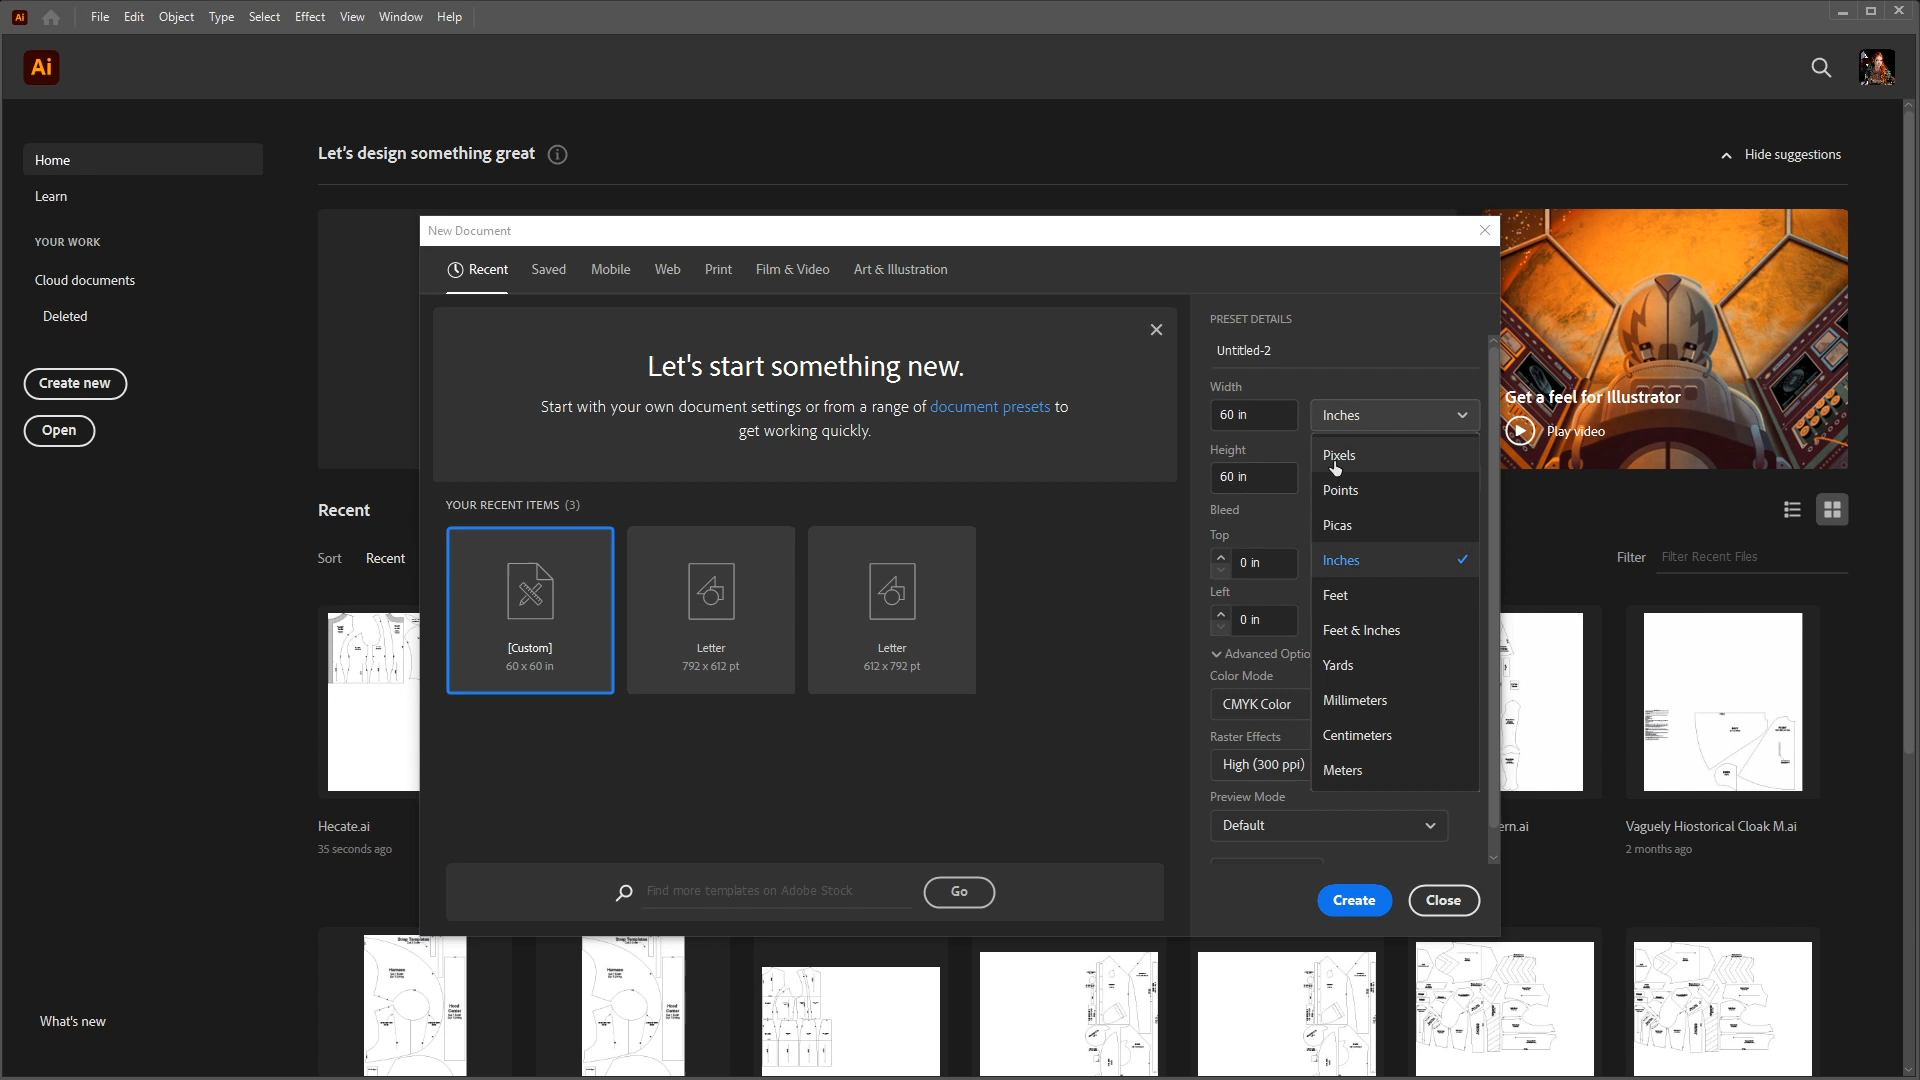 Ai
File Edit Object Type Select Effect View Window Help
Ai
Home
Learn
YOUR WORK
Cloud documents
Deleted
Create new
Open
What's new
Let's design something great
Hide suggestions
Get a feel for Illustrator
Play video
Recent
Sort Recent
Filter Filter Recent Files
New Document
Recent Saved Mobile Web Print Film & Video Art & Illustration
Let's start something new.
Start with your own document settings or from a range of document presets to
get working quickly.
YOUR RECENT ITEMS (3)
[Custom]
60 x 60 in
Letter
792 x 612 pt
Letter
612 x 792 pt
Find more templates on Adobe Stock
Go
PRESET DETAILS
Untitled-2
Width
60 in
Inches
Height
60 in
Bleed
Top
0 in
Left
0 in
Advanced Optio
Color Mode
CMYK Color
Raster Effects
High (300 ppi)
Preview Mode
Default
Pixels
Points
Picas
Inches
Feet
Feet & Inches
Yards
Millimeters
Centimeters
Meters
Create
Close
Hecate.ai
35 seconds ago
ern.ai
Vaguely Hiostorical Cloak M.ai
2 months ago